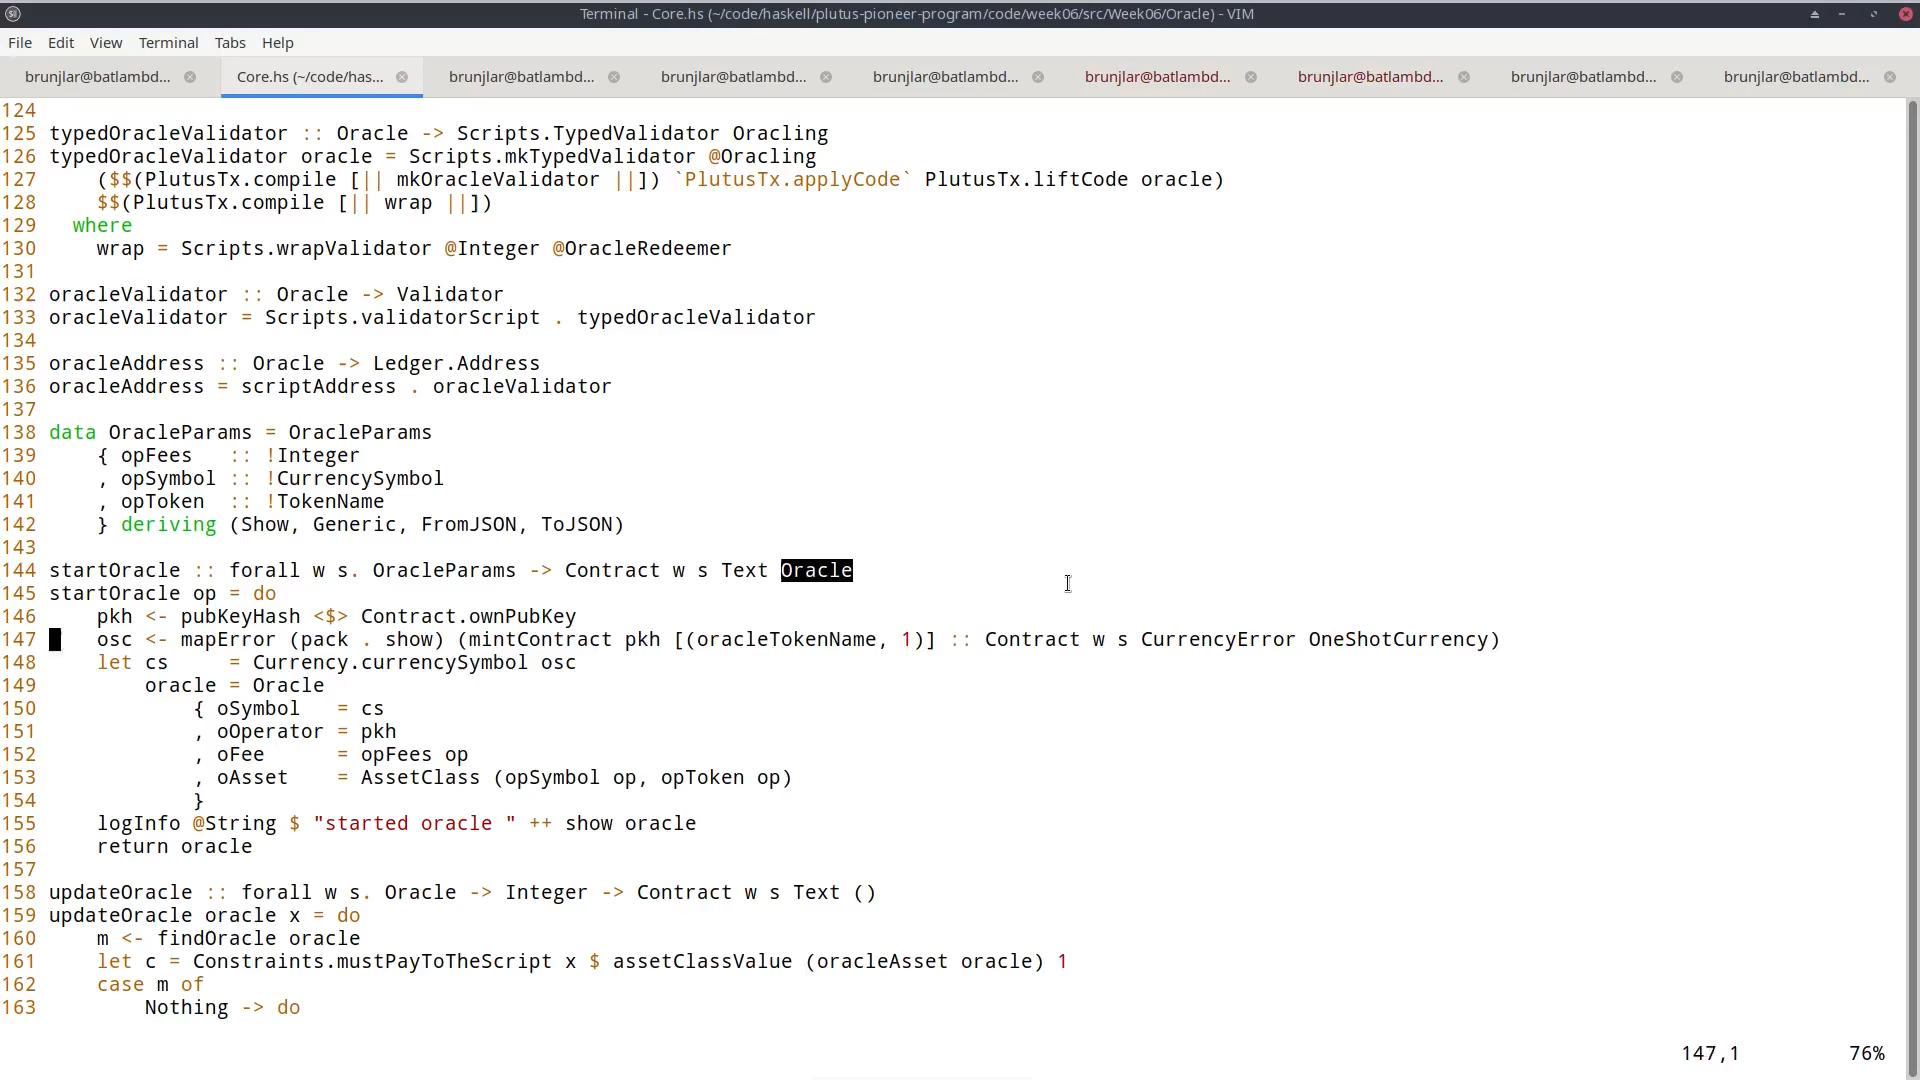 Terminal - Core.hs (~/code/haskell/plutus-pioneer-program/code/week06/src/Week06/Oracle) - VIM
File Edit View Terminal Tabs Help
brunjlar@batlambd... Core.hs (~/code/has... brunjlar@batlambd... brunjlar@batlambd... brunjlar@batlambd... brunjlar@batlambd... brunjlar@batlambd... brunjlar@batlambd... brunjlar@batlambd...
124
125 typedOracleValidator :: Oracle -> Scripts.TypedValidator Oracling
126 typedOracleValidator oracle = Scripts.mkTypedValidator @Oracling
127     ($$(PlutusTx.compile [|| mkOracleValidator ||]) `PlutusTx.applyCode` PlutusTx.liftCode oracle)
128     $$(PlutusTx.compile [|| wrap ||])
129   where
130     wrap = Scripts.wrapValidator @Integer @OracleRedeemer
131
132 oracleValidator :: Oracle -> Validator
133 oracleValidator = Scripts.validatorScript . typedOracleValidator
134
135 oracleAddress :: Oracle -> Ledger.Address
136 oracleAddress = scriptAddress . oracleValidator
137
138 data OracleParams = OracleParams
139     { opFees   :: !Integer
140     , opSymbol :: !CurrencySymbol
141     , opToken  :: !TokenName
142     } deriving (Show, Generic, FromJSON, ToJSON)
143
144 startOracle :: forall w s. OracleParams -> Contract w s Text Oracle
145 startOracle op = do
146     pkh <- pubKeyHash <$> Contract.ownPubKey
147     osc <- mapError (pack . show) (mintContract pkh [(oracleTokenName, 1)] :: Contract w s CurrencyError OneShotCurrency)
148     let cs     = Currency.currencySymbol osc
149         oracle = Oracle
150             { oSymbol   = cs
151             , oOperator = pkh
152             , oFee      = opFees op
153             , oAsset    = AssetClass (opSymbol op, opToken op)
154             }
155     logInfo @String $ "started oracle " ++ show oracle
156     return oracle
157
158 updateOracle :: forall w s. Oracle -> Integer -> Contract w s Text ()
159 updateOracle oracle x = do
160     m <- findOracle oracle
161     let c = Constraints.mustPayToTheScript x $ assetClassValue (oracleAsset oracle) 1
162     case m of
163         Nothing -> do
147,1 76%